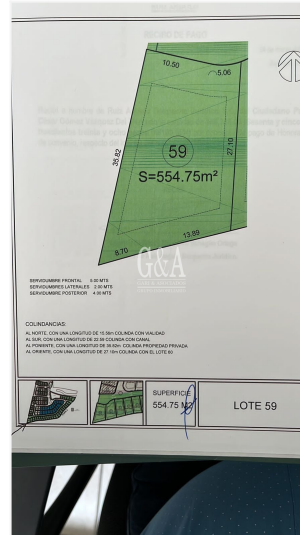 10.50
5.06
35.82
59
27.10
S=554.75m²
13.89
8.70
G&A
SERVIDUMBRE FRONTAL 5.00 MTS
SERVIDUMBRES LATERALES 2.00 MTS
SERVIDUMBRE POSTERIOR 4.00 MTS
COLINDANCIAS:
AL NORTE, CON UNA LONGITUD DE 15.56m COLINDA CON VIALIDAD
AL SUR, CON UNA LONGITUD DE 22.59 COLINDA CON CANAL
AL PONIENTE, CON UNA LONGITUD DE 35.82m COLINDA PROPIEDAD PRIVADA
AL ORIENTE, CON UNA LONGITUD DE 27.10m COLINDA CON EL LOTE 60
SUPERFICIE
554.75 M2
LOTE 59